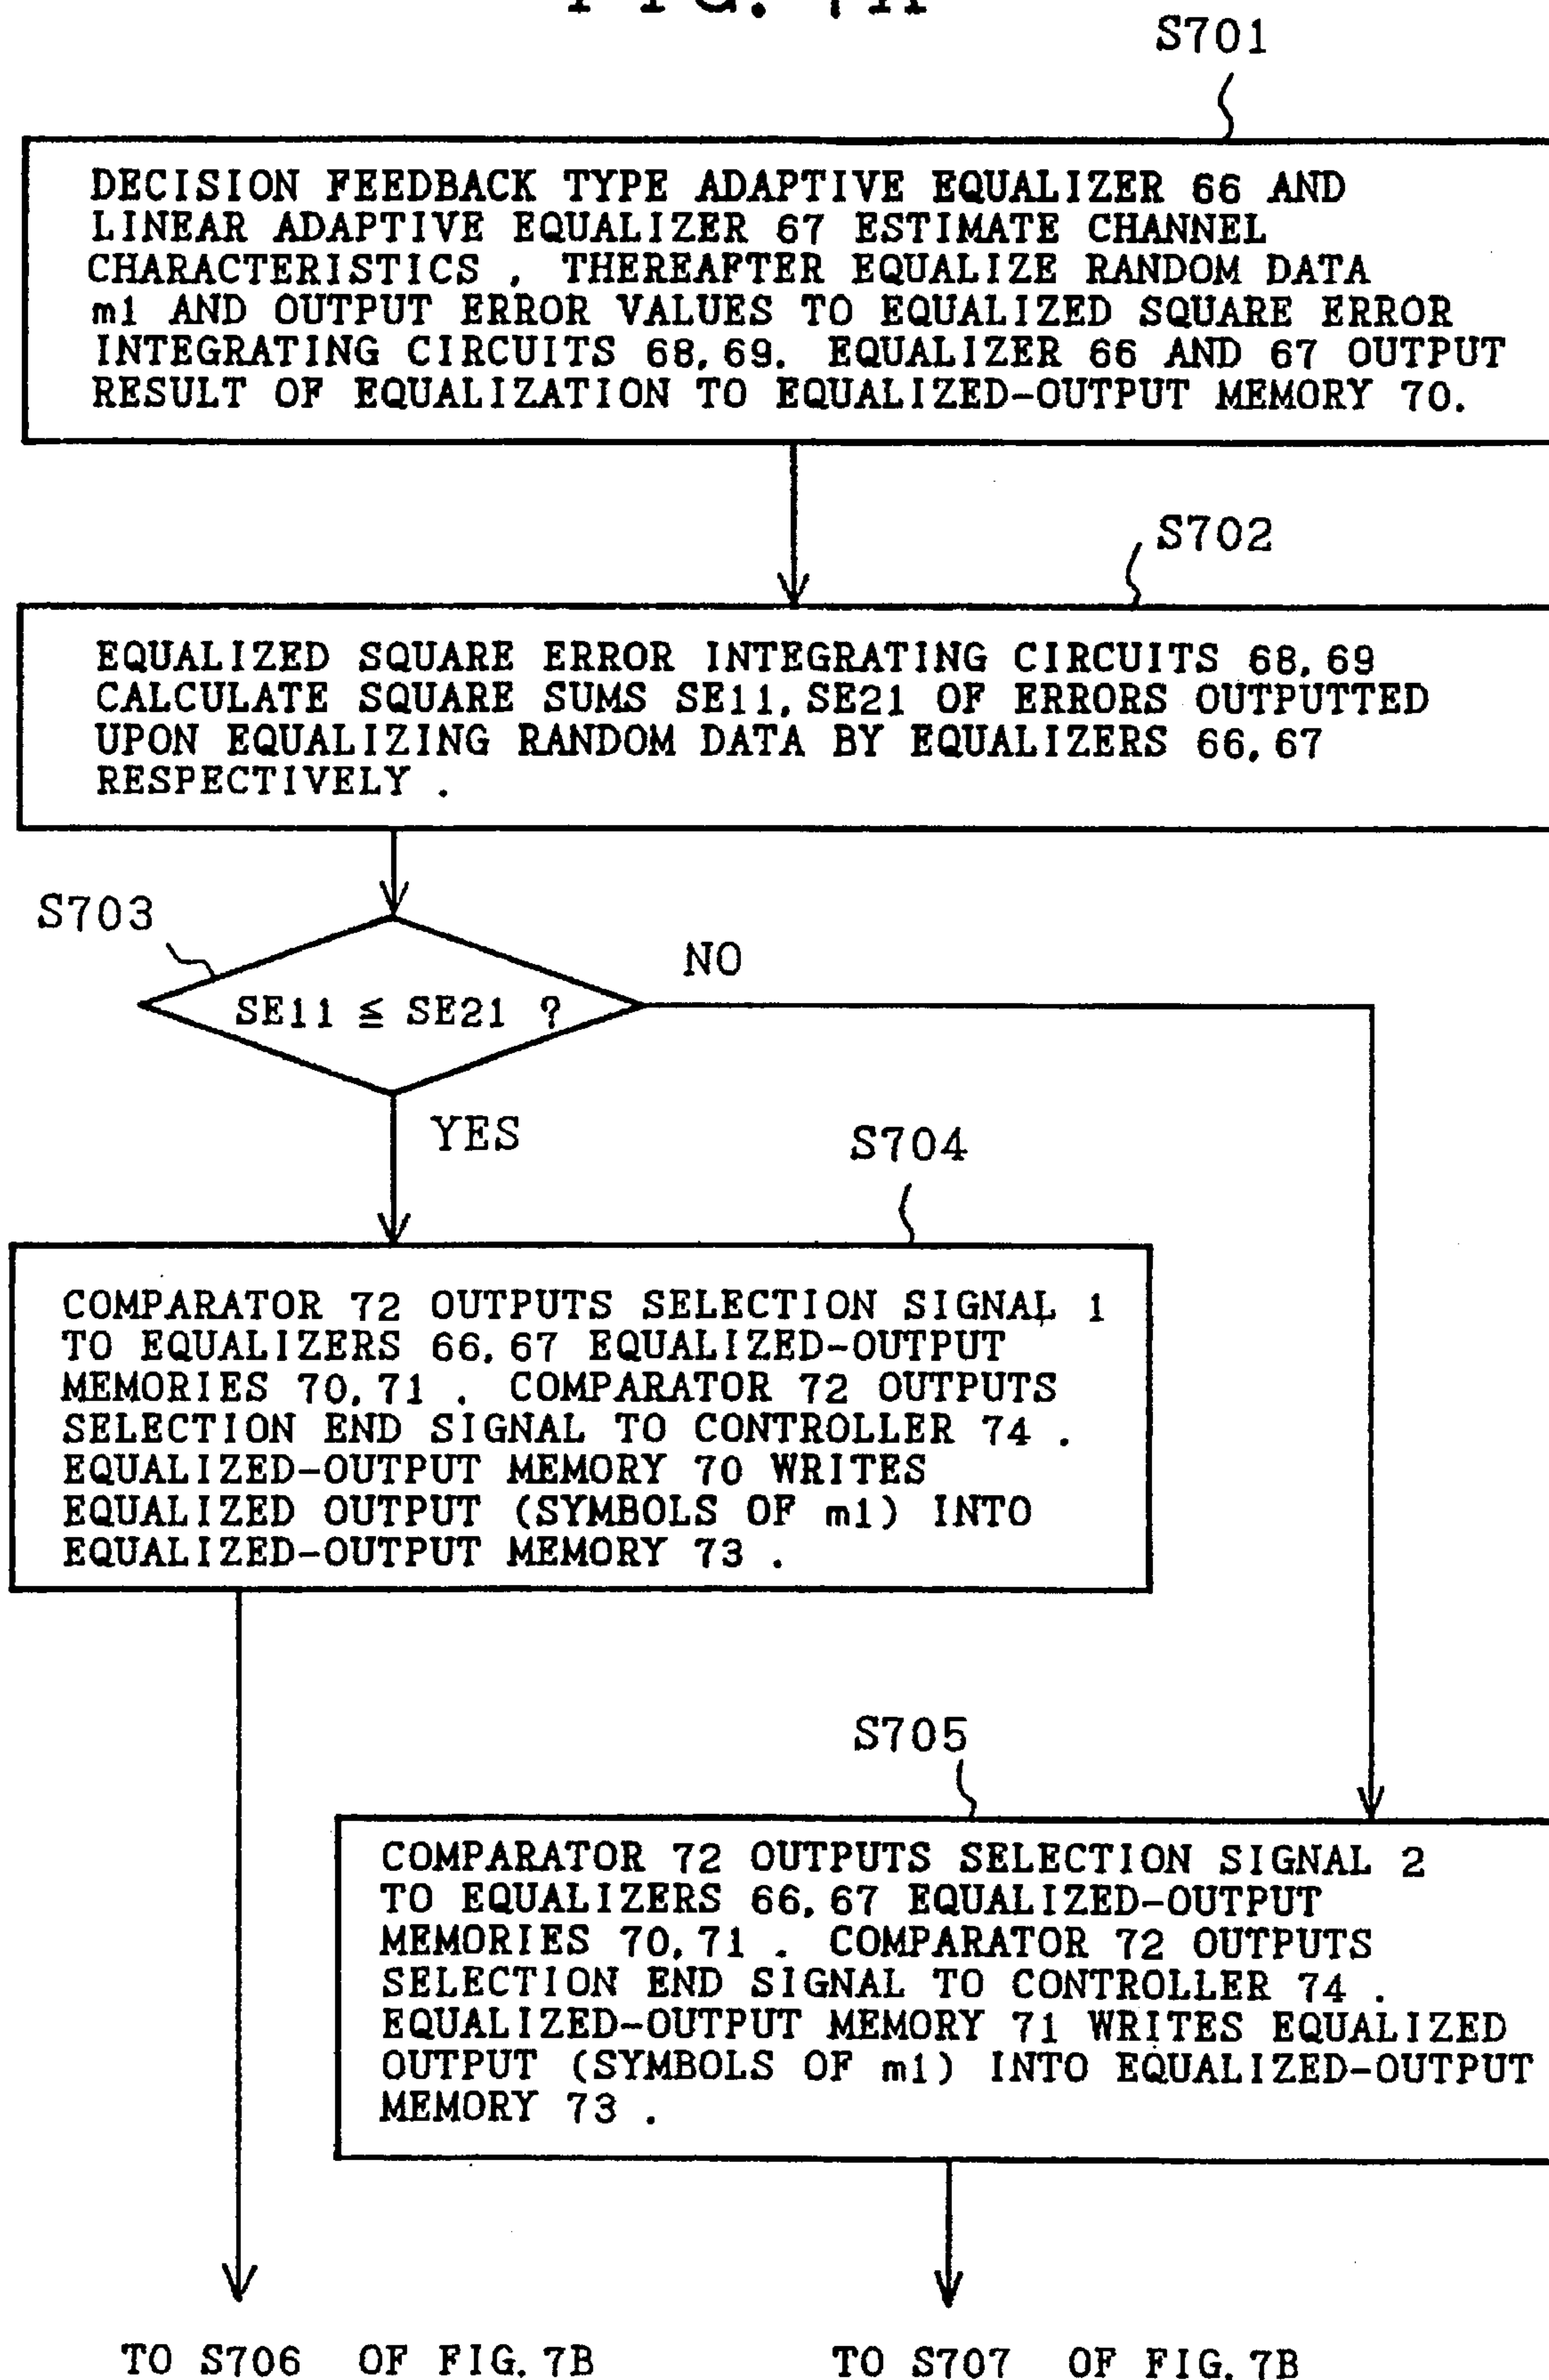 FIG. 7A
S701
DECISION FEEDBACK TYPE ADAPTIVE EQUALIZER 66 AND
LINEAR ADAPTIVE EQUALIZER 67 ESTIMATE CHANNEL
CHARACTERISTICS , THEREAFTER EQUALIZE RANDOM DATA
m1 AND OUTPUT ERROR VALUES TO EQUALIZED SQUARE ERROR
INTEGRATING CIRCUITS 68,69. EQUALIZER 66 AND 67 OUTPUT
RESULT OF EQUALIZATION TO EQUALIZED-OUTPUT MEMORY 70.
S702
EQUALIZED SQUARE ERROR INTEGRATING CIRCUITS 68,69
CALCULATE SQUARE SUMS SE11,SE21 OF ERRORS OUTPUTTED
UPON EQUALIZING RANDOM DATA BY EQUALIZERS 66,67
RESPECTIVELY .
S703
SE11 ≦ SE21 ?
NO
YES
S704
COMPARATOR 72 OUTPUTS SELECTION SIGNAL 1
TO EQUALIZERS 66,67 EQUALIZED-OUTPUT
MEMORIES 70,71 . COMPARATOR 72 OUTPUTS
SELECTION END SIGNAL TO CONTROLLER 74 .
EQUALIZED-OUTPUT MEMORY 70 WRITES
EQUALIZED OUTPUT (SYMBOLS OF m1) INTO
EQUALIZED-OUTPUT MEMORY 73 .
S705
COMPARATOR 72 OUTPUTS SELECTION SIGNAL 2
TO EQUALIZERS 66,67 EQUALIZED-OUTPUT
MEMORIES 70,71 . COMPARATOR 72 OUTPUTS
SELECTION END SIGNAL TO CONTROLLER 74 .
EQUALIZED-OUTPUT MEMORY 71 WRITES EQUALIZED
OUTPUT (SYMBOLS OF m1) INTO EQUALIZED-OUTPUT
MEMORY 73 .
TO S706 OF FIG. 7B
TO S707 OF FIG. 7B